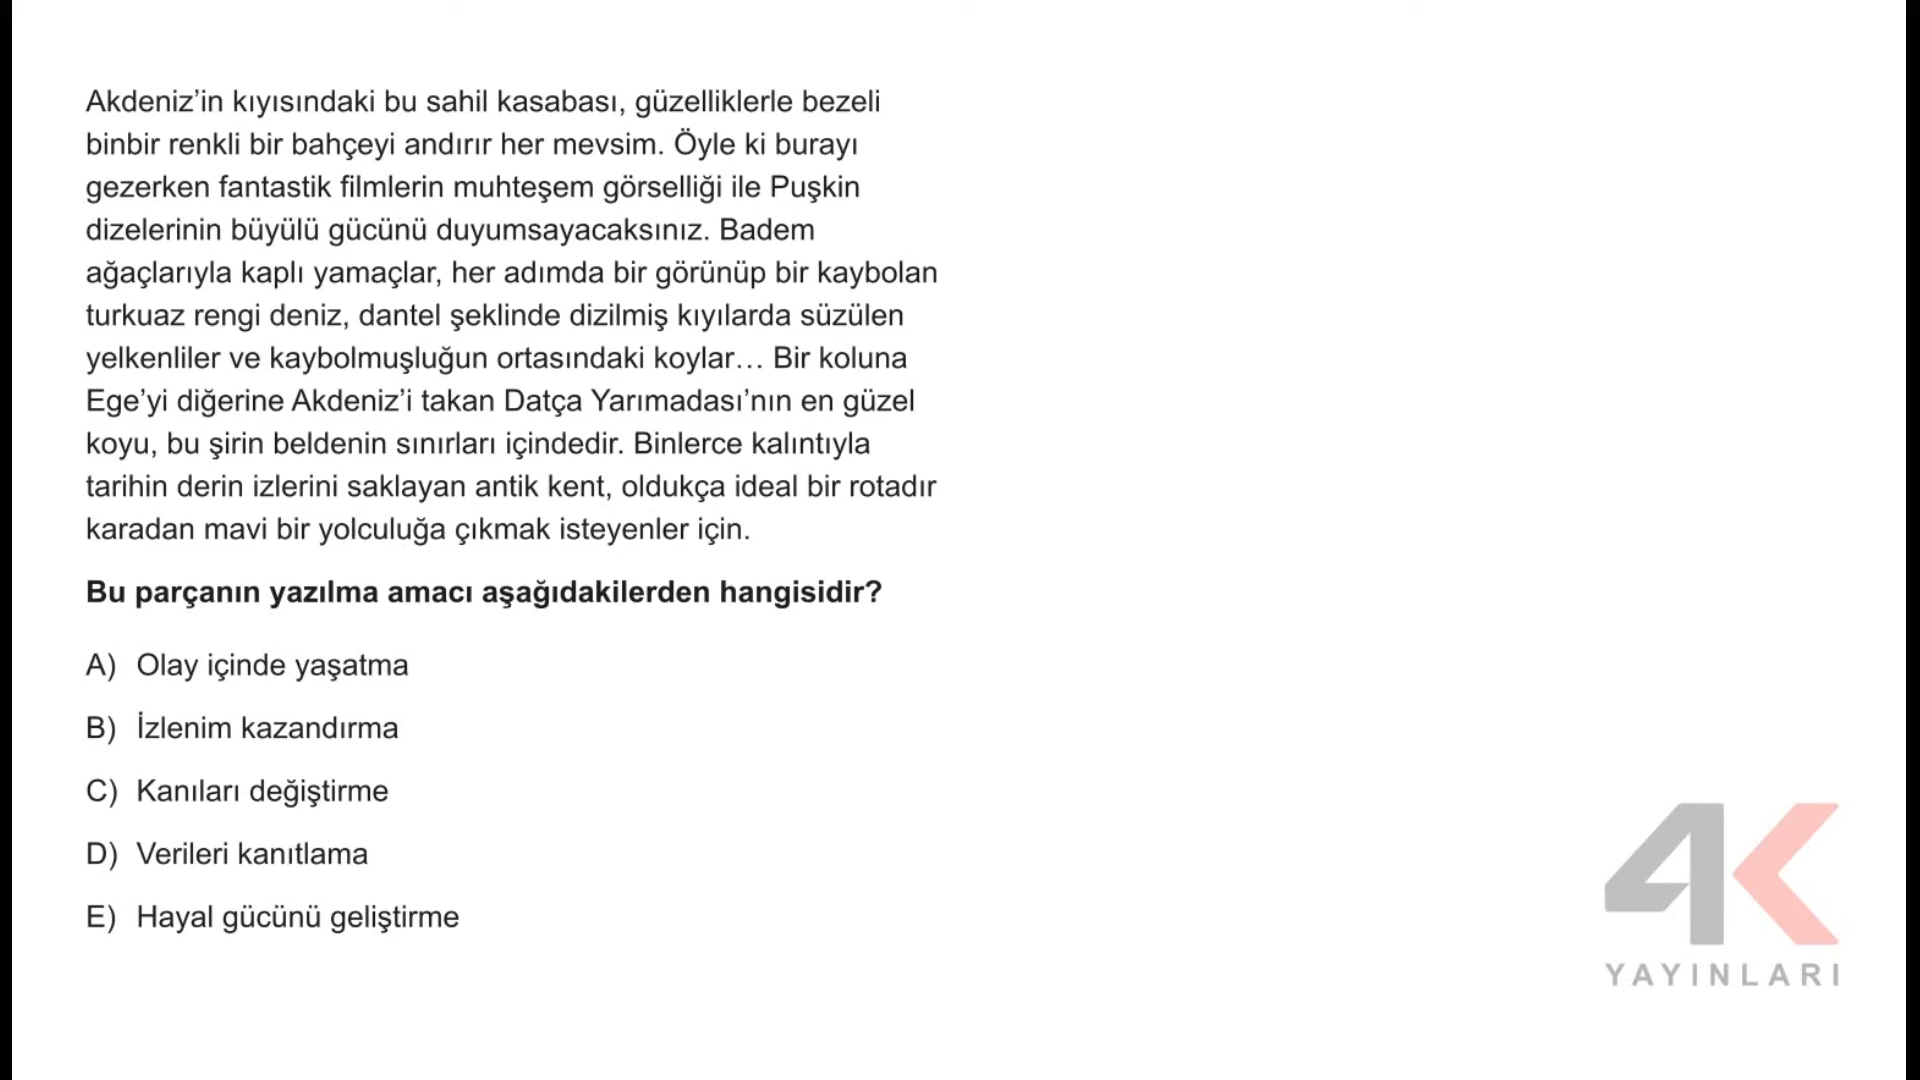 Akdeniz’in kıyısındaki bu sahil kasabası, güzelliklerle bezeli
binbir renkli bir bahçeyi andırır her mevsim. Öyle ki burayı
gezerken fantastik filmlerin muhteşem görselliği ile Puşkin
dizelerinin büyülü gücünü duyumsayacaksınız. Badem
ağaçlarıyla kaplı yamaçlar, her adımda bir görünüp bir kaybolan
turkuaz rengi deniz, dantel şeklinde dizilmiş kıyılarda süzülen
yelkenliler ve kaybolmuşluğun ortasındaki koylar… Bir koluna
Ege’yi diğerine Akdeniz’i takan Datça Yarımadası’nın en güzel
koyu, bu şirin beldenin sınırları içindedir. Binlerce kalıntıyla
tarihin derin izlerini saklayan antik kent, oldukça ideal bir rotadır
karadan mavi bir yolculuğa çıkmak isteyenler için.
Bu parçanın yazılma amacı aşağıdakilerden hangisidir?
A) Olay içinde yaşatma
B) İzlenim kazandırma
C) Kanıları değiştirme
D) Verileri kanıtlama
E) Hayal gücünü geliştirme
4K
YAYINLARI